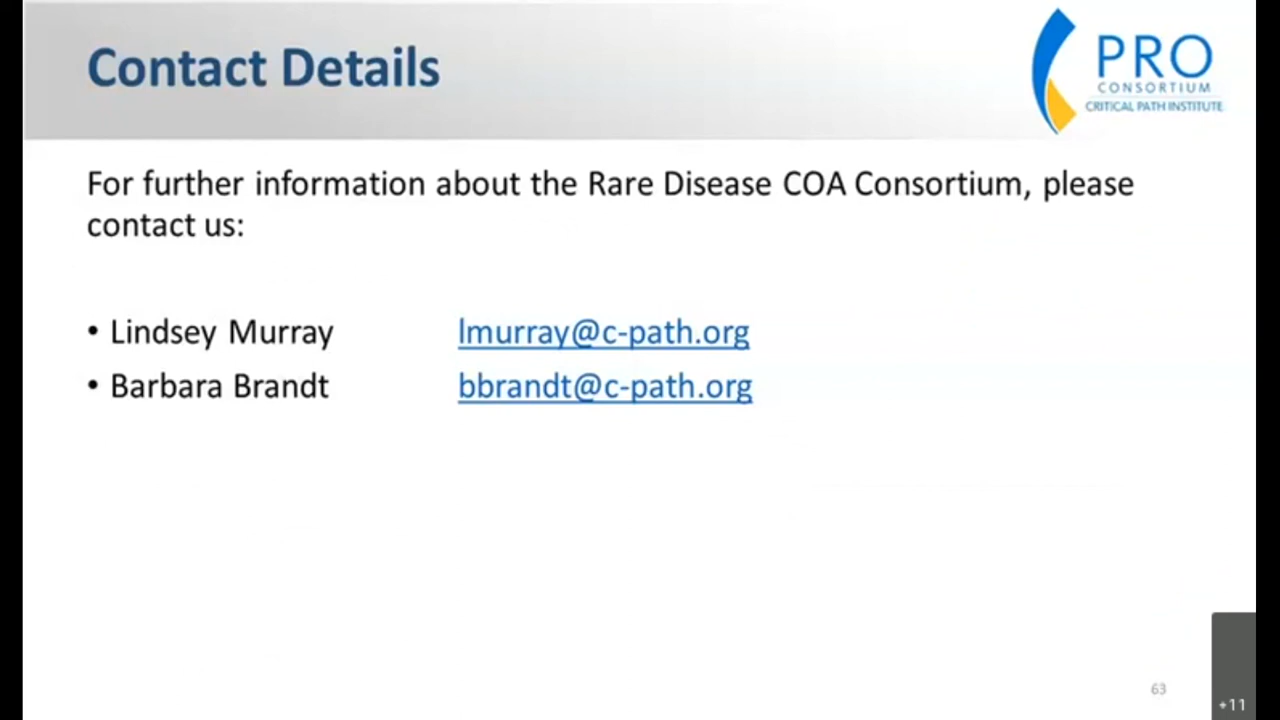 Contact Details
PRO
CONSORTIUM
CRITICAL PATH INSTITUTE
For further information about the Rare Disease COA Consortium, please
contact us:
• Lindsey Murray lmurray@c-path.org
• Barbara Brandt bbrandt@c-path.org
63
+11